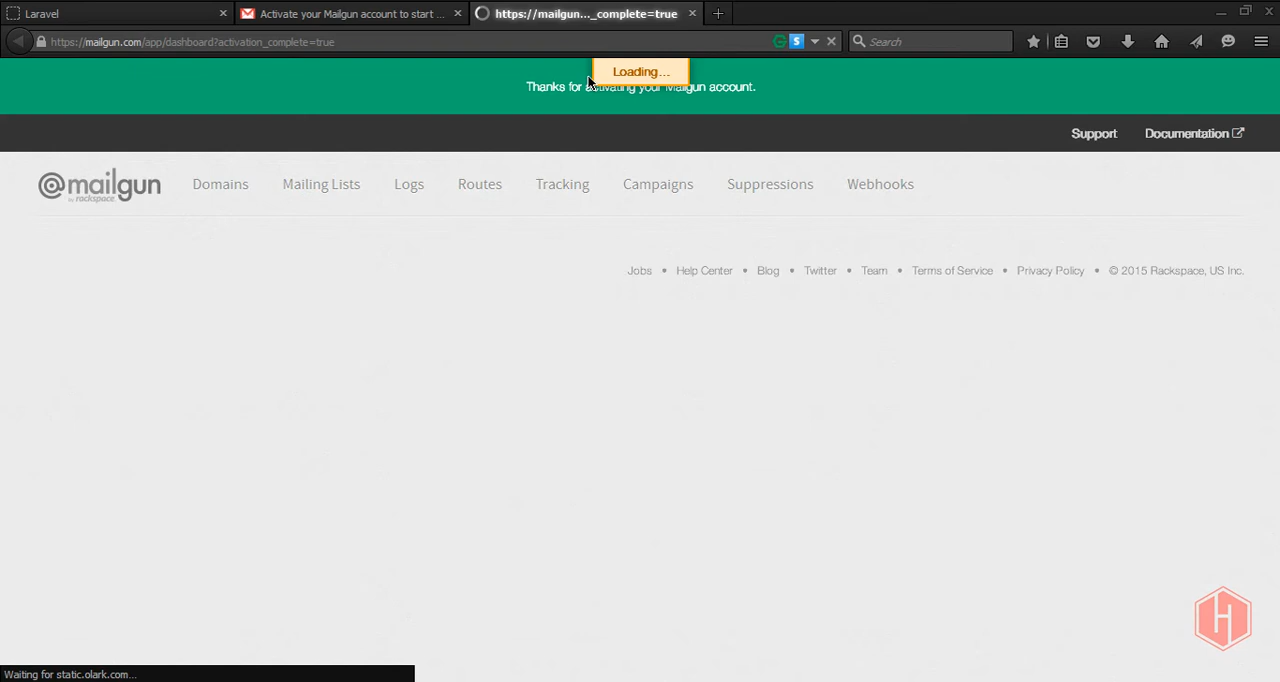 Laravel
Activate your Mailgun account to start ...
https://mailgun..._complete=true
https://mailgun.com/app/dashboard?activation_complete=true
Search
Loading...
Thanks for activating your Mailgun account.
Support
Documentation
@mailgun
by rackspace.
Domains
Mailing Lists
Logs
Routes
Tracking
Campaigns
Suppressions
Webhooks
Jobs • Help Center • Blog • Twitter • Team • Terms of Service • Privacy Policy • © 2015 Rackspace, US Inc.
H
Waiting for static.olark.com...